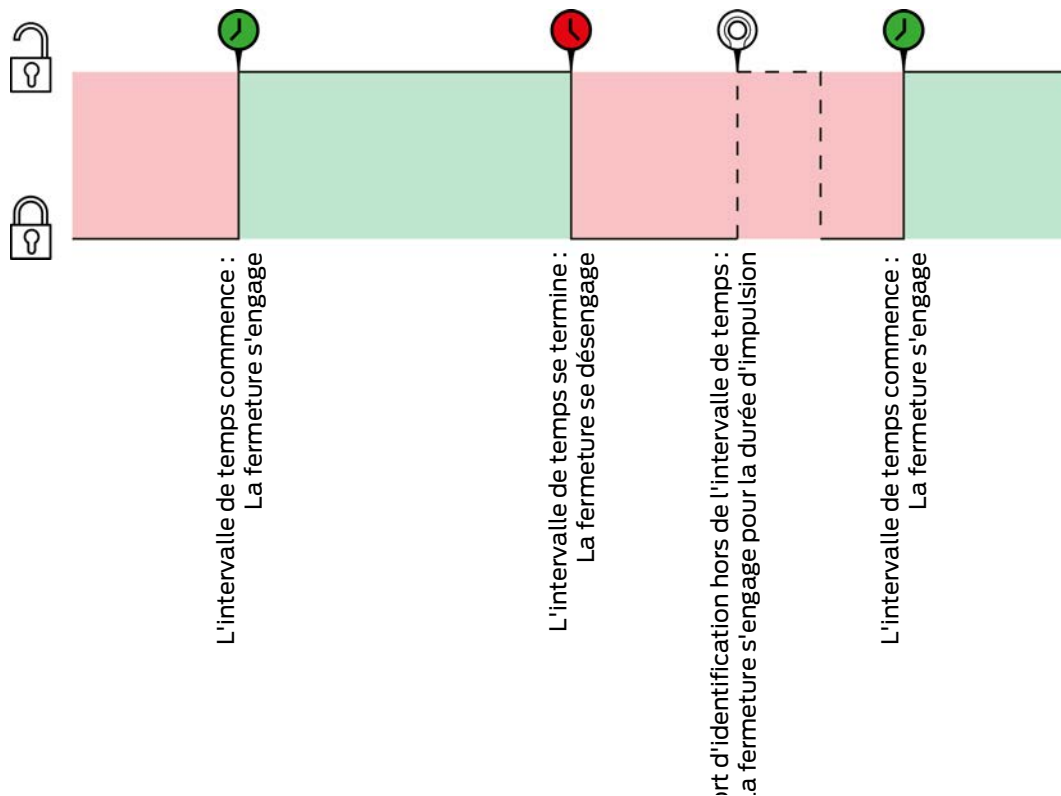 L'intervalle de temps commence :
La fermeture s'engage
L'intervalle de temps se termine :
La fermeture se désengage
d'identification hors de l'intervalle de temps :
fermeture s'engage pour la durée d'impulsion
L'intervalle de temps commence :
La fermeture s'engage